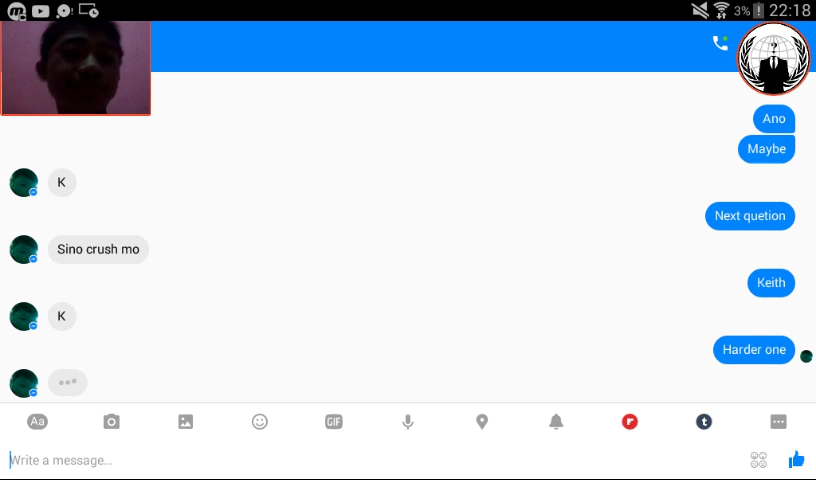 3% 22:18
Ano
Maybe
K
Next quetion
Sino crush mo
Keith
K
Harder one
Aa
GIF
Write a message...